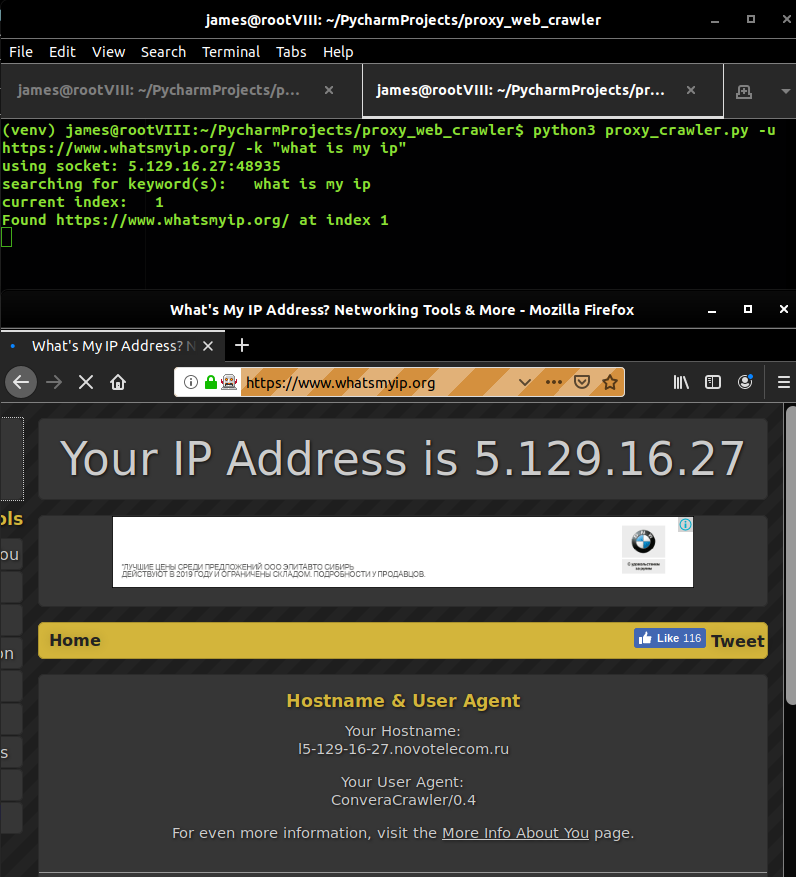 james@rootVIII: ~/PycharmProjects/proxy_web_crawler
File Edit View Search Terminal Tabs Help
james@rootVIII: ~/PycharmProjects/p... james@rootVIII: ~/PycharmProjects/pr...
(venv) james@rootVIII:~/PycharmProjects/proxy_web_crawler$ python3 proxy_crawler.py -u
https://www.whatsmyip.org/ -k "what is my ip"
using socket: 5.129.16.27:48935
searching for keyword(s): what is my ip
current index: 1
Found https://www.whatsmyip.org/ at index 1
What's My IP Address? Networking Tools & More - Mozilla Firefox
What's My IP Address? N
https://www.whatsmyip.org
Your IP Address is 5.129.16.27
ols
ou
on
s
*ЛУЧШИЕ ЦЕНЫ СРЕДИ ПРЕДЛОЖЕНИЙ ООО ЭЛИТАВТО СИБИРЬ
ДЕЙСТВУЮТ В 2019 ГОДУ И ОГРАНИЧЕНЫ СКЛАДОМ. ПОДРОБНОСТИ У ПРОДАВЦОВ.
Home Like 116 Tweet
Hostname & User Agent
Your Hostname:
l5-129-16-27.novotelecom.ru
Your User Agent:
ConveraCrawler/0.4
For even more information, visit the More Info About You page.